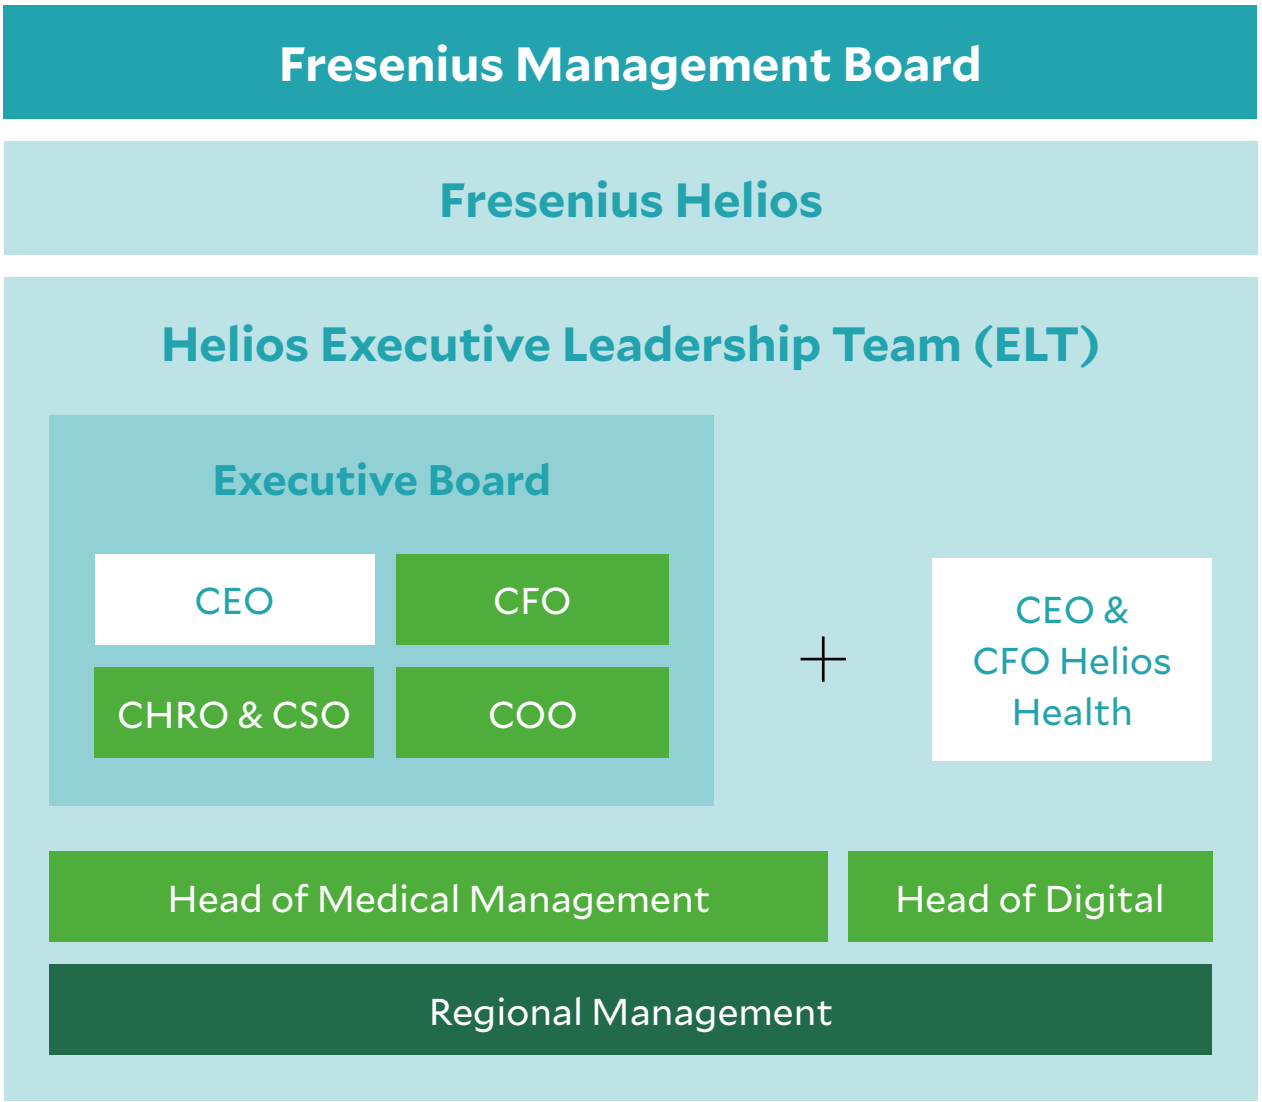 Fresenius Management Board
Fresenius Helios
Helios Executive Leadership Team (ELT)
Executive Board
CEO
CFO
CHRO & CSO
COO
+
CEO &
CFO Helios
Health
Head of Medical Management
Head of Digital
Regional Management